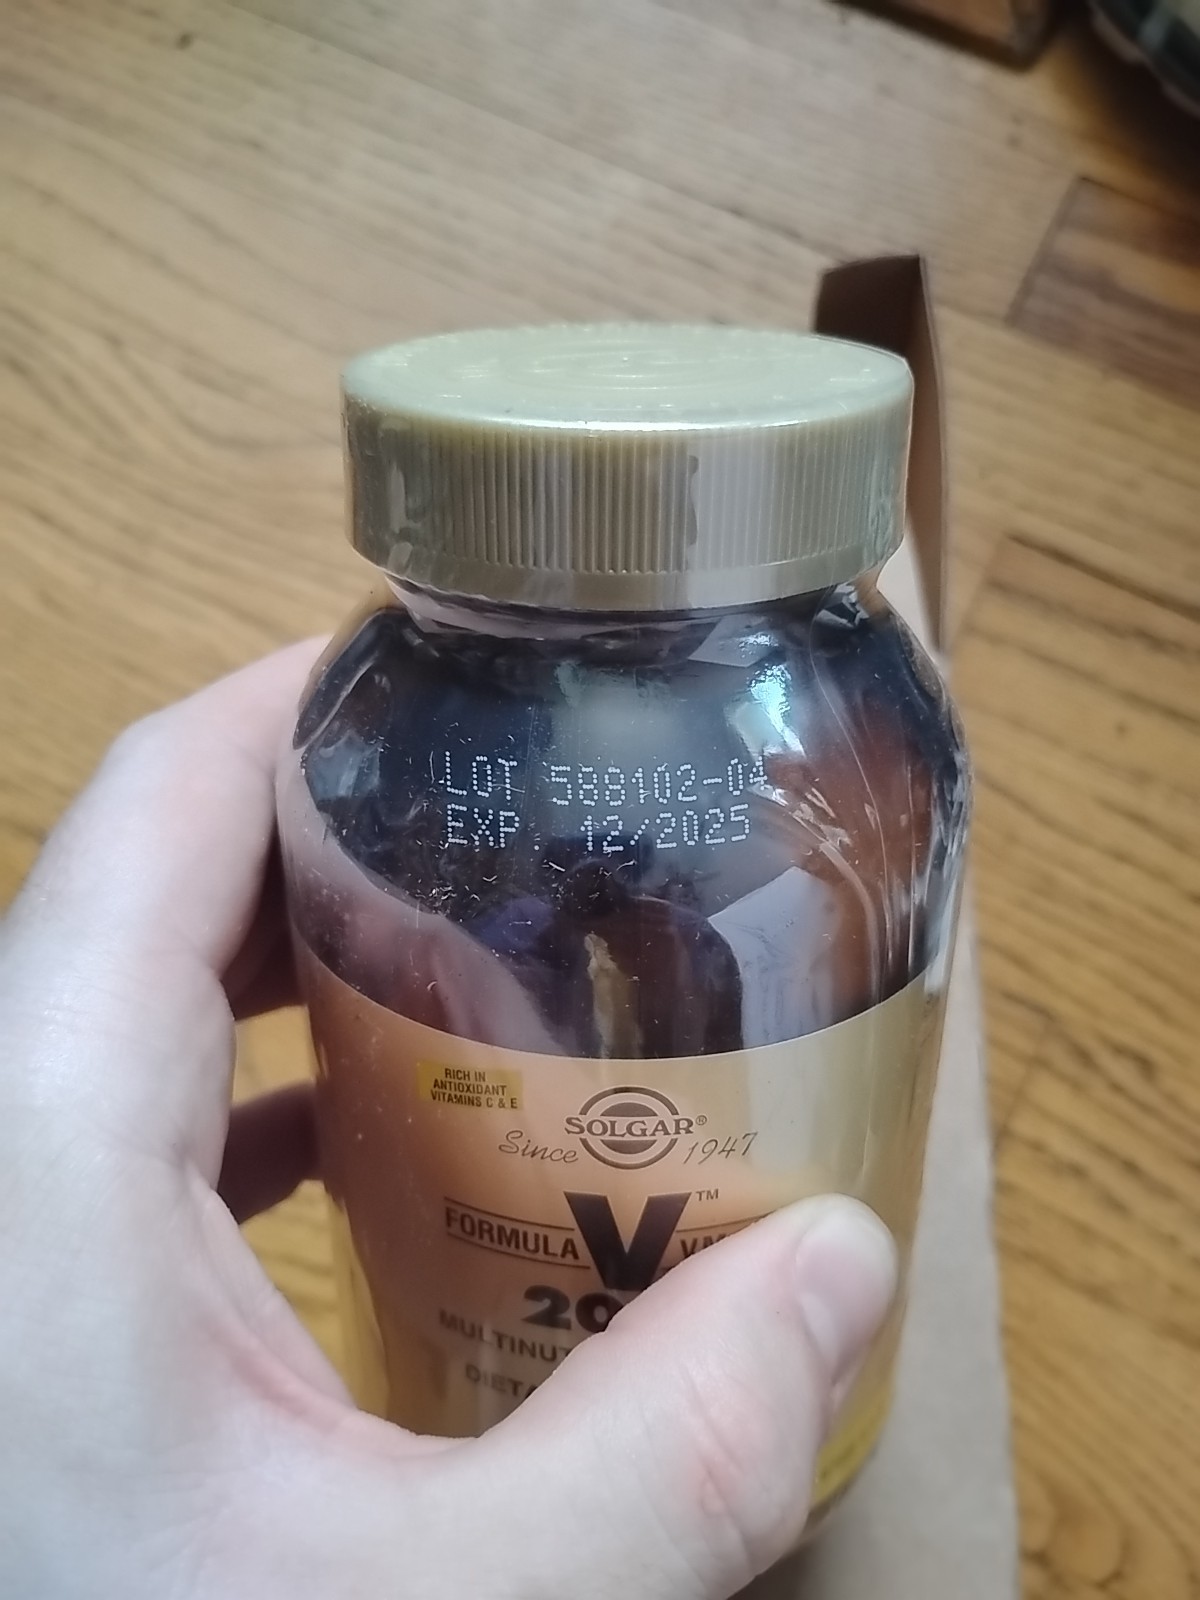 LOT 588102-04
EXP. 12/2025
RICH IN
ANTIOXIDANT
VITAMINS C & E
SOLGAR®
Since 1947
V™
FORMULA